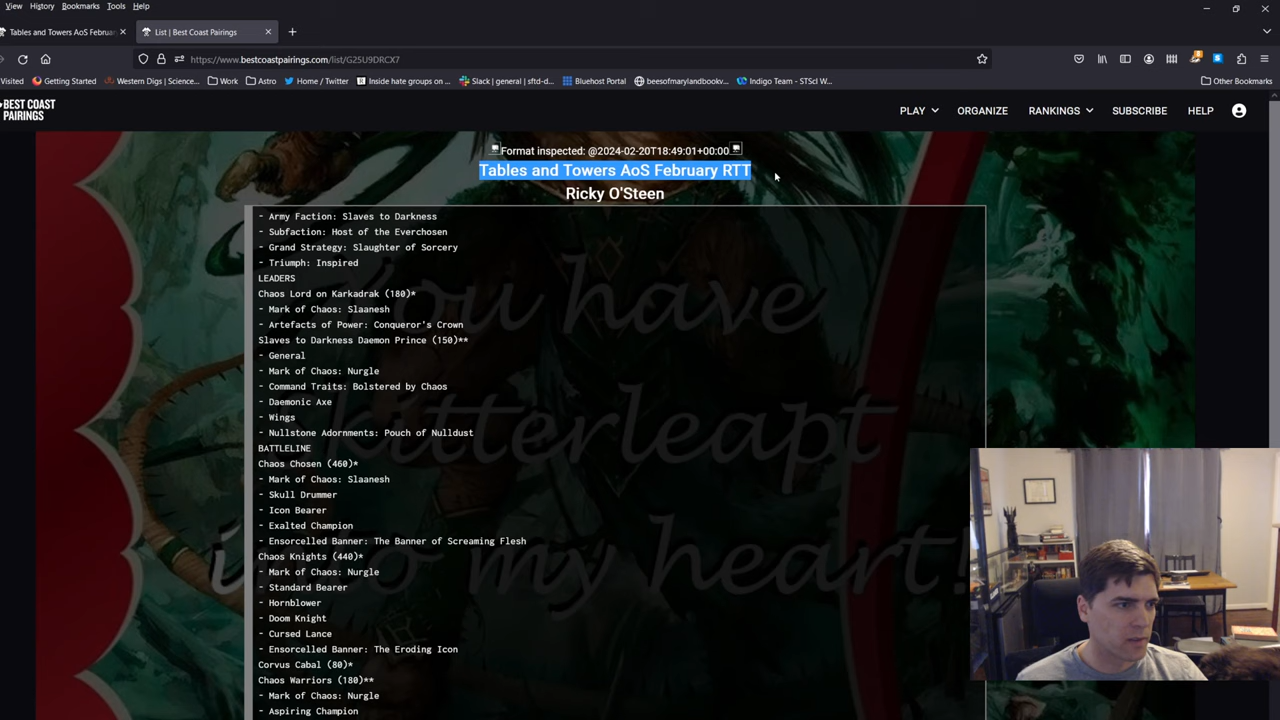 View History Bookmarks Tools Help
Tables and Towers AoS Februar
List | Best Coast Pairings
https://www.bestcoastpairings.com/list/G2SU9DRCX7
Visited Getting Started Western Digs | Science... Work Astro Home / Twitter Inside hate groups on ... Slack | general | sftd-d... Bluehost Portal beesofmarylandbookv... Indigo Team - STScI W... Other Bookmarks
BEST COAST
PAIRINGS
PLAY ORGANIZE RANKINGS SUBSCRIBE HELP
Format inspected: @2024-02-20T18:49:01+00:00
Tables and Towers AoS February RTT
Ricky O'Steen
- Army Faction: Slaves to Darkness
- Subfaction: Host of the Everchosen
- Grand Strategy: Slaughter of Sorcery
- Triumph: Inspired
LEADERS
Chaos Lord on Karkadrak (180)*
- Mark of Chaos: Slaanesh
- Artefacts of Power: Conqueror's Crown
Slaves to Darkness Daemon Prince (150)**
- General
- Mark of Chaos: Nurgle
- Command Traits: Bolstered by Chaos
- Daemonic Axe
- Wings
- Nullstone Adornments: Pouch of Nulldust
BATTLELINE
Chaos Chosen (460)*
- Mark of Chaos: Slaanesh
- Skull Drummer
- Icon Bearer
- Exalted Champion
- Ensorcelled Banner: The Banner of Screaming Flesh
Chaos Knights (440)*
- Mark of Chaos: Nurgle
- Standard Bearer
- Hornblower
- Doom Knight
- Cursed Lance
- Ensorcelled Banner: The Eroding Icon
Corvus Cabal (80)*
Chaos Warriors (180)**
- Mark of Chaos: Nurgle
- Aspiring Champion
You have
kitterleapt
into my heart!